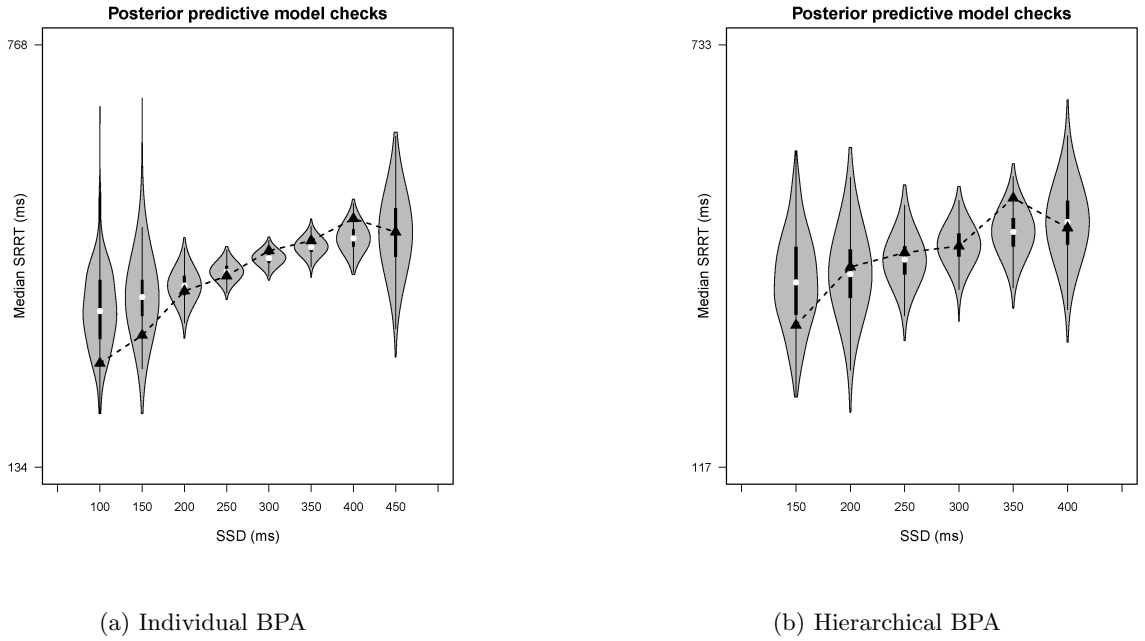 Posterior predictive model checks
768
134
Median SRRT (ms)
100 150 200 250 300 350 400 450
SSD (ms)
(a) Individual BPA
Posterior predictive model checks
733
117
Median SRRT (ms)
150 200 250 300 350 400
SSD (ms)
(b) Hierarchical BPA